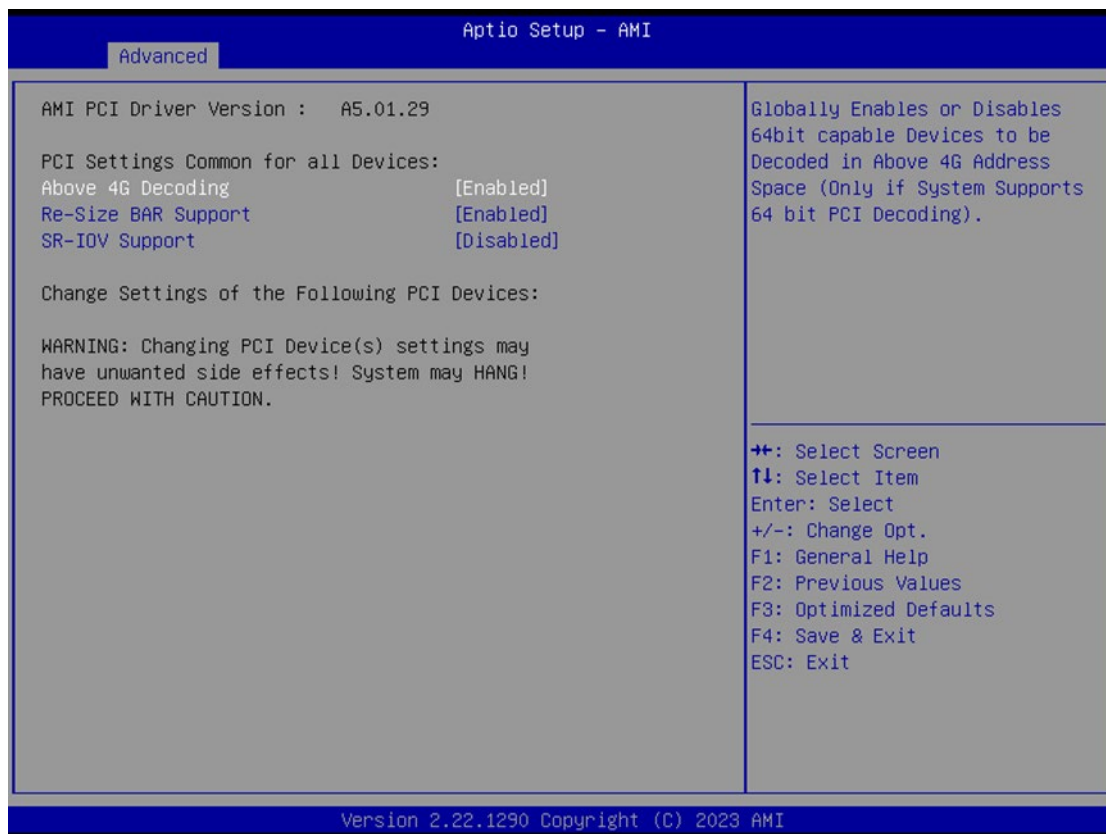 Aptio Setup - AMI
Advanced
AMI PCI Driver Version :   A5.01.29
PCI Settings Common for all Devices:
Above 4G Decoding   [Enabled]
Re-Size BAR Support   [Enabled]
SR-IOV Support   [Disabled]
Change Settings of the Following PCI Devices:
WARNING: Changing PCI Device(s) settings may
have unwanted side effects! System may HANG!
PROCEED WITH CAUTION.
Globally Enables or Disables
64bit capable Devices to be
Decoded in Above 4G Address
Space (Only if System Supports
64 bit PCI Decoding).
→←: Select Screen
↑↓: Select Item
Enter: Select
+/-: Change Opt.
F1: General Help
F2: Previous Values
F3: Optimized Defaults
F4: Save & Exit
ESC: Exit
Version 2.22.1290 Copyright (C) 2023 AMI